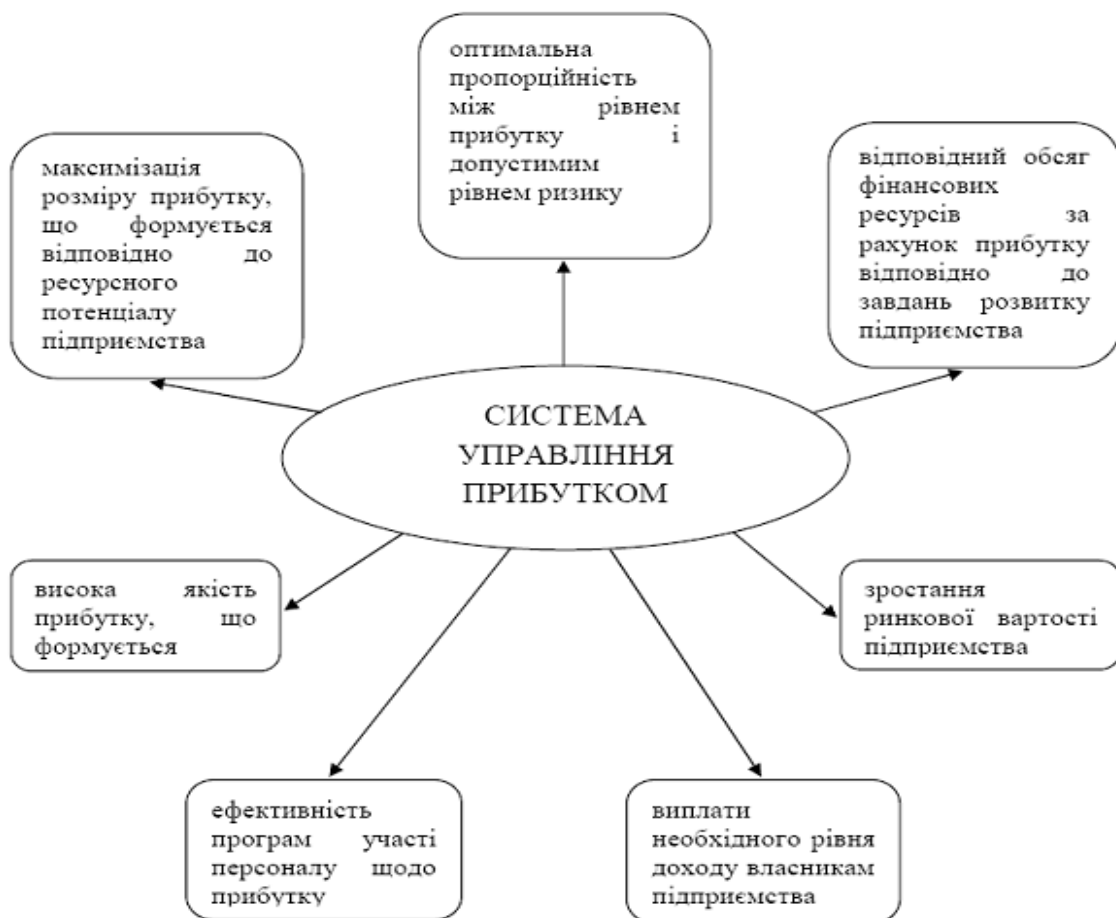 оптимальна
пропорційність
між рівнем
прибутку і
допустимим
рівнем ризику
максимізація
розміру прибутку,
що формується
відповідно до
ресурсного
потенціалу
підприємства
відповідний обсяг
фінансових
ресурсів за
рахунок прибутку
відповідно до
завдань розвитку
підприємства
СИСТЕМА
УПРАВЛІННЯ
ПРИБУТКОМ
висока якість
прибутку, що
формується
зростання
ринкової вартості
підприємства
ефективність
програм участі
персоналу щодо
прибутку
виплати
необхідного рівня
доходу власникам
підприємства